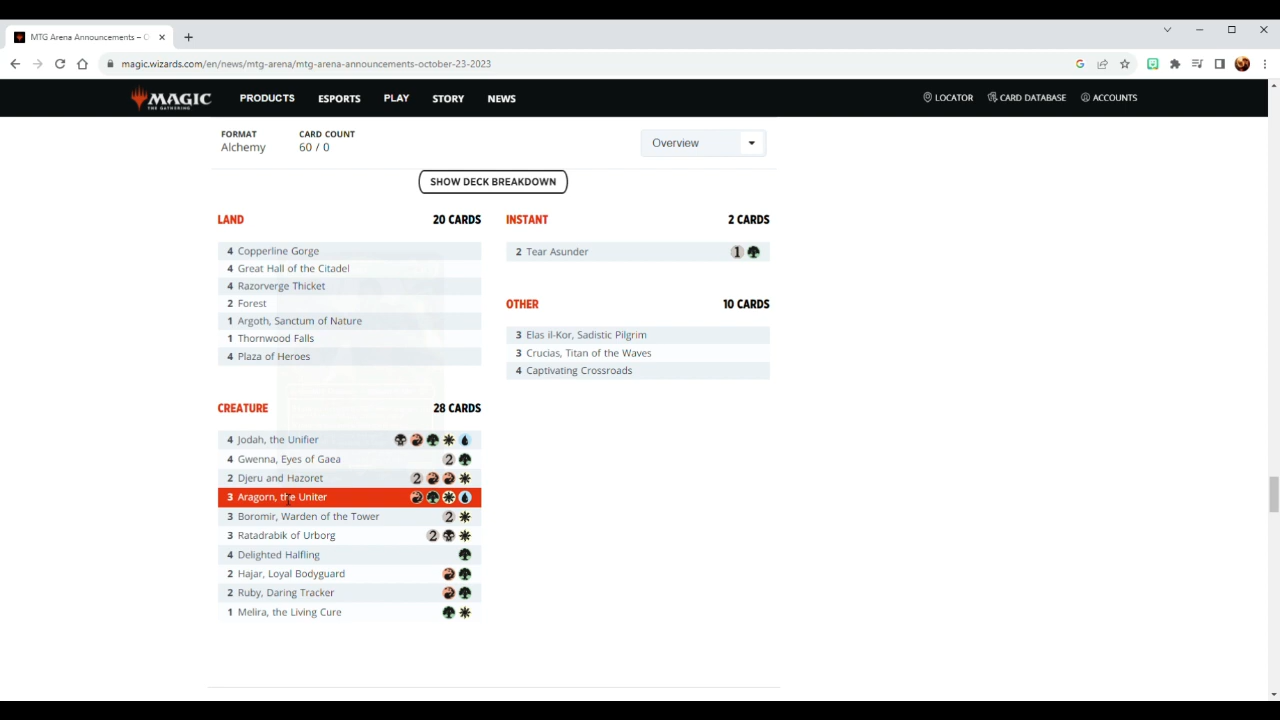 MTG Arena Announcements – O
magic.wizards.com/en/news/mtg-arena/mtg-arena-announcements-october-23-2023
MAGIC
THE GATHERING
PRODUCTS
ESPORTS
PLAY
STORY
NEWS
LOCATOR
CARD DATABASE
ACCOUNTS
FORMAT
Alchemy
CARD COUNT
60 / 0
Overview
SHOW DECK BREAKDOWN
LAND 20 CARDS
4 Copperline Gorge
4 Great Hall of the Citadel
4 Razorverge Thicket
2 Forest
1 Argoth, Sanctum of Nature
1 Thornwood Falls
4 Plaza of Heroes
CREATURE 28 CARDS
4 Jodah, the Unifier
4 Gwenna, Eyes of Gaea 2
2 Djeru and Hazoret 2
3 Aragorn, the Uniter
3 Boromir, Warden of the Tower 2
3 Ratadrabik of Urborg 2
4 Delighted Halfling
2 Hajar, Loyal Bodyguard
2 Ruby, Daring Tracker
1 Melira, the Living Cure
INSTANT 2 CARDS
2 Tear Asunder 1
OTHER 10 CARDS
3 Elas il-Kor, Sadistic Pilgrim
3 Crucias, Titan of the Waves
4 Captivating Crossroads